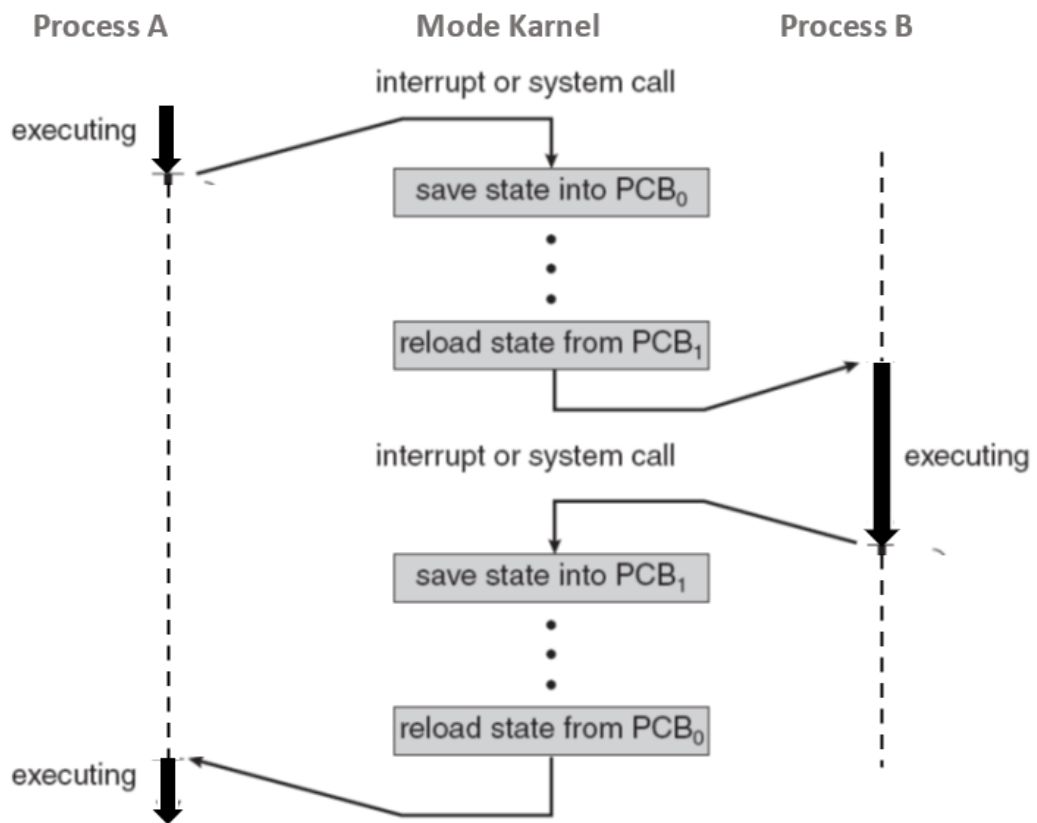 Process A Mode Karnel Process B
interrupt or system call
executing
save state into PCB₀
reload state from PCB₁
interrupt or system call
executing
save state into PCB₁
reload state from PCB₀
executing